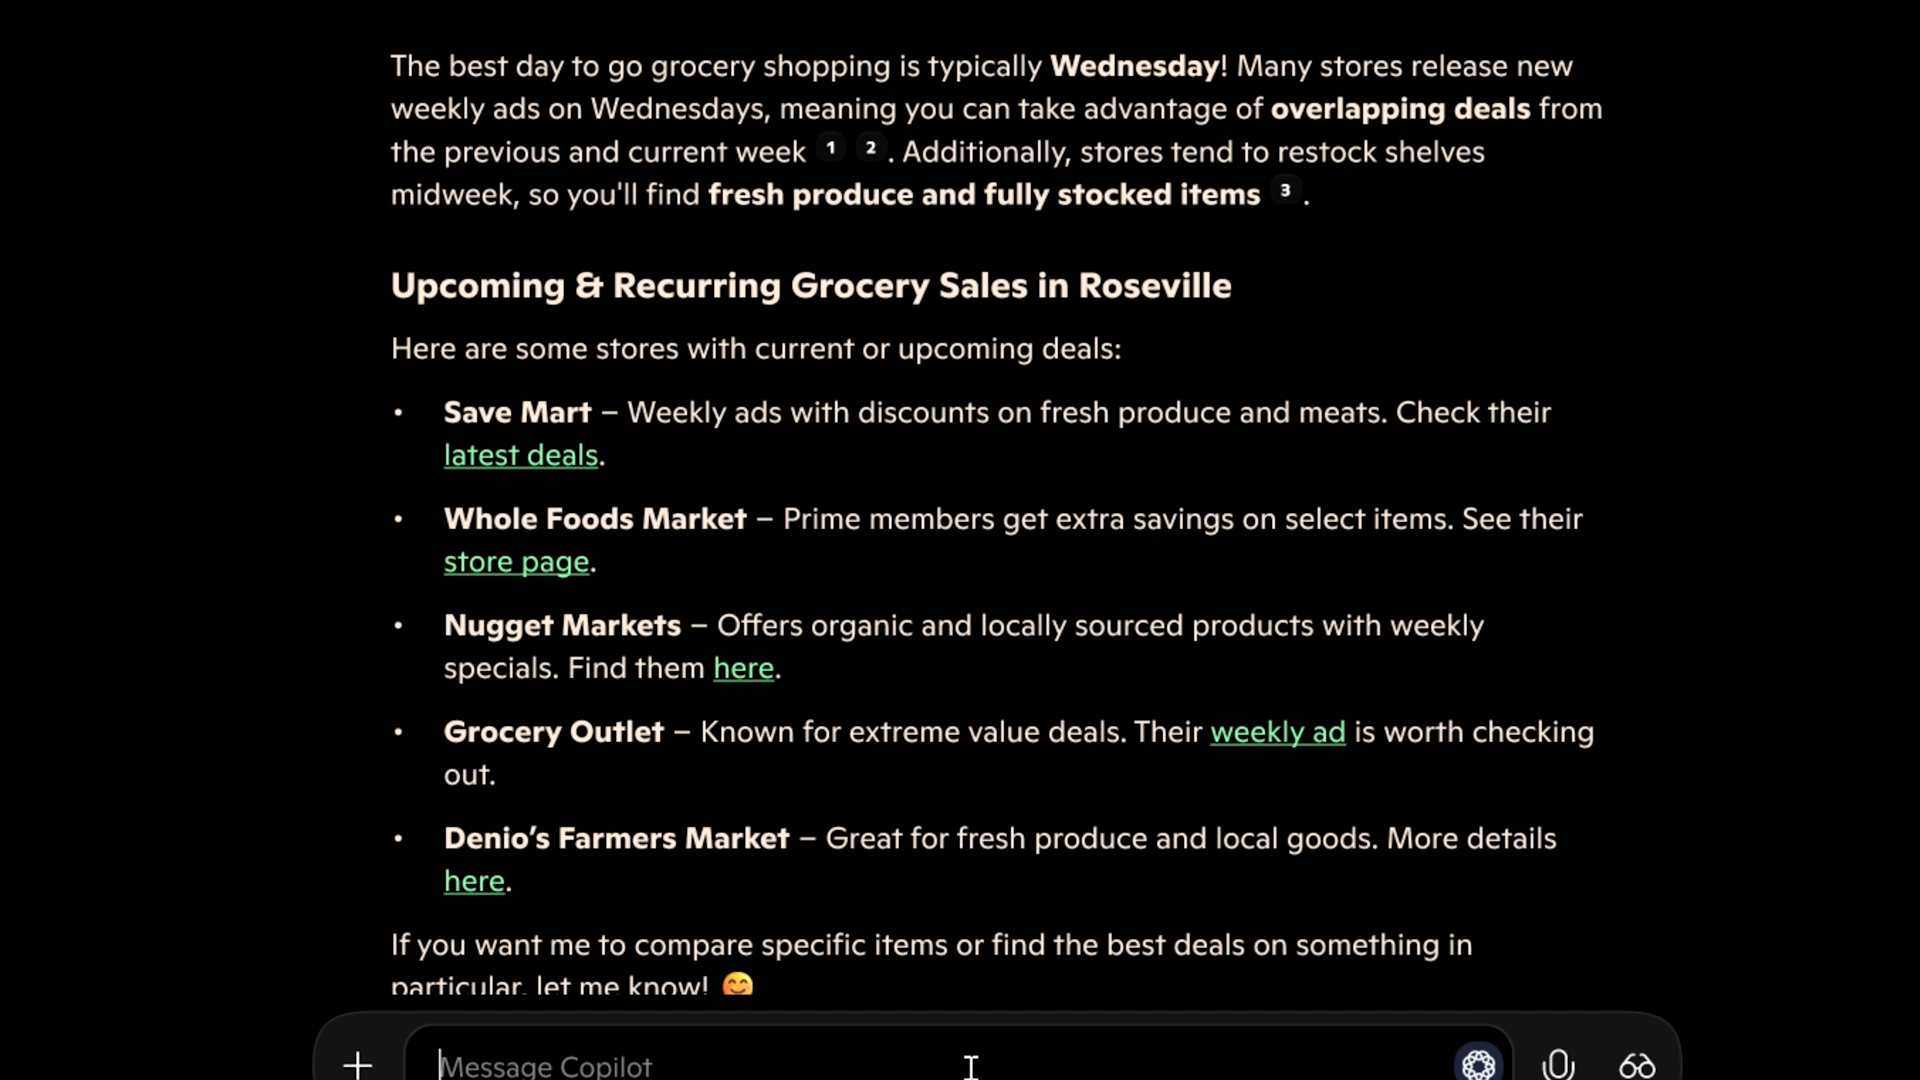 The best day to go grocery shopping is typically Wednesday! Many stores release new
weekly ads on Wednesdays, meaning you can take advantage of overlapping deals from
the previous and current week 1 2. Additionally, stores tend to restock shelves
midweek, so you'll find fresh produce and fully stocked items 3.
Upcoming & Recurring Grocery Sales in Roseville
Here are some stores with current or upcoming deals:
• Save Mart – Weekly ads with discounts on fresh produce and meats. Check their
latest deals.
• Whole Foods Market – Prime members get extra savings on select items. See their
store page.
• Nugget Markets – Offers organic and locally sourced products with weekly
specials. Find them here.
• Grocery Outlet – Known for extreme value deals. Their weekly ad is worth checking
out.
• Denio’s Farmers Market – Great for fresh produce and local goods. More details
here.
If you want me to compare specific items or find the best deals on something in
particular, let me know! 😊
Message Copilot